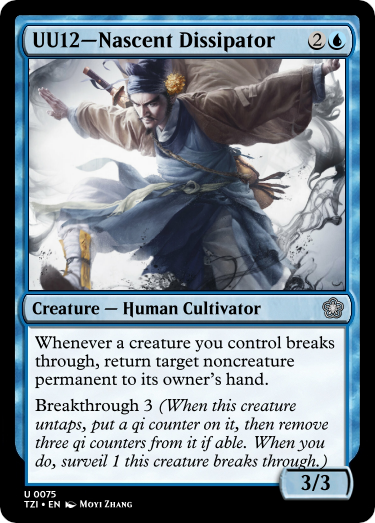 UU12—Nascent Dissipator 2
Creature — Human Cultivator
Whenever a creature you control breaks
through, return target noncreature
permanent to its owner's hand.
Breakthrough 3 (When this creature
untaps, put a qi counter on it, then remove
three qi counters from it if able. When you
do, surveil 1 this creature breaks through.)
3/3
U 0075
TZI • EN Moyi Zhang